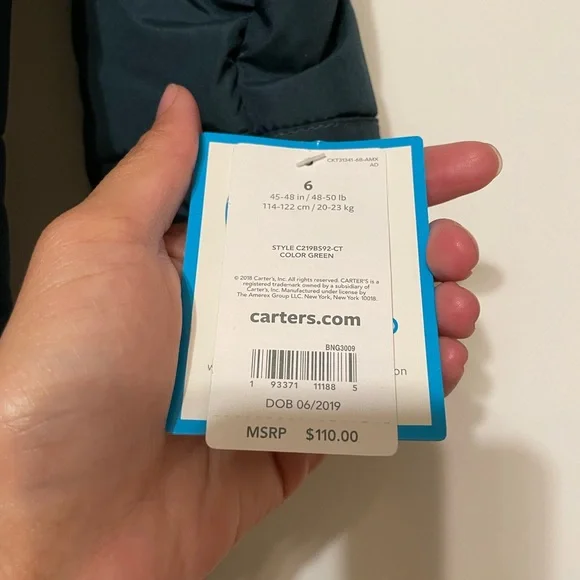 CKT31341-68-AMX
AD
6
45-48 in / 48-50 lb
114-122 cm / 20-23 kg
STYLE C219BS92-CT
COLOR GREEN
© 2018 Carter's, Inc. All rights reserved. CARTER'S is a
registered trademark owned by a subsidiary of
Carter's, Inc. Manufactured under license by
The Amerex Group LLC. New York, New York 10018.
carters.com
BNG3009
1 93371 11188 5
DOB 06/2019
MSRP $110.00